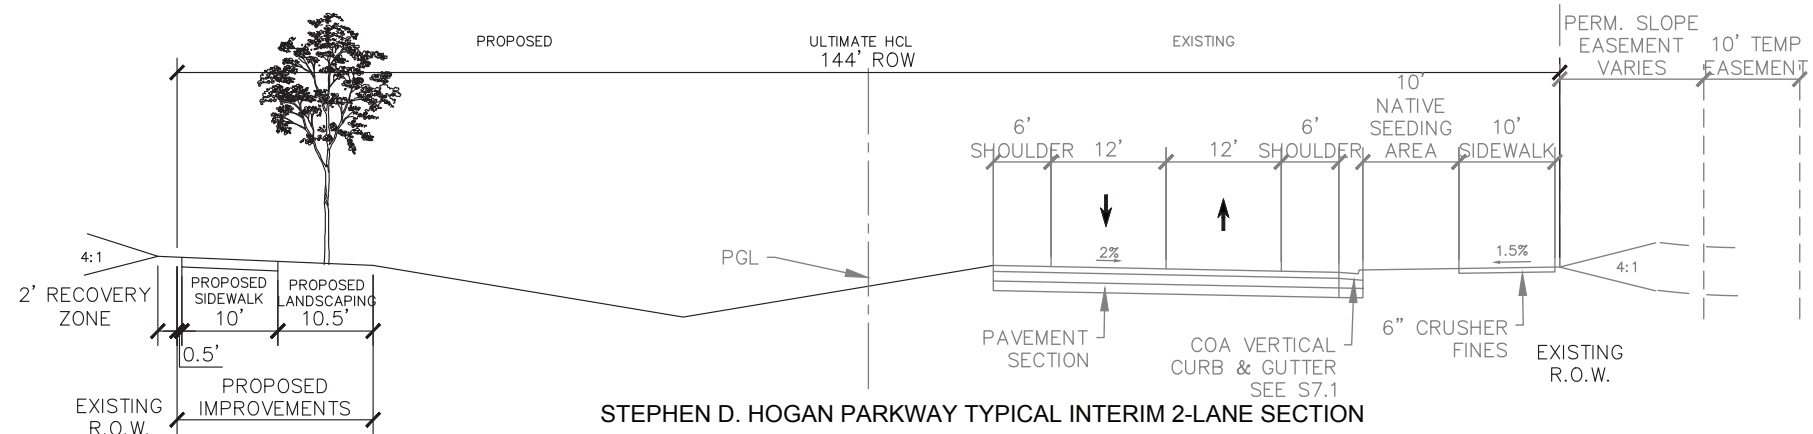 PROPOSED
ULTIMATE HCL
144' ROW
EXISTING
PERM. SLOPE
EASEMENT
VARIES
10' TEMP
EASEMENT
6'
SHOULDER
12'
12'
6'
SHOULDER
10'
NATIVE
SEEDING
AREA
10'
SIDEWALK
4:1
2' RECOVERY
ZONE
PROPOSED
SIDEWALK
10'
PROPOSED
LANDSCAPING
10.5'
0.5'
PROPOSED
IMPROVEMENTS
EXISTING
R.O.W.
PGL
2%
1.5%
4:1
PAVEMENT
SECTION
COA VERTICAL
CURB & GUTTER
SEE S7.1
6" CRUSHER
FINES
EXISTING
R.O.W.
STEPHEN D. HOGAN PARKWAY TYPICAL INTERIM 2-LANE SECTION